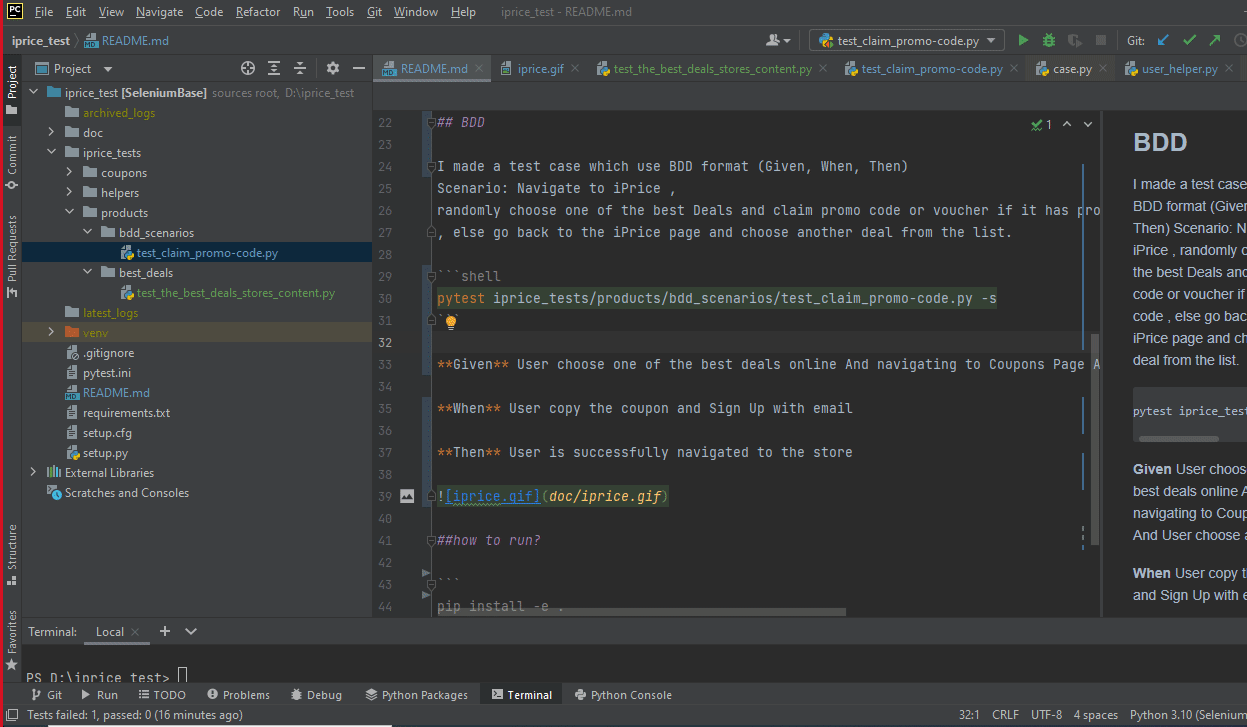 PC File Edit View Navigate Code Refactor Run Tools Git Window Help iprice_test - README.md
iprice_test README.md test_claim_promo-code.py Git:
Project README.md iprice.gif test_the_best_deals_stores_content.py test_claim_promo-code.py case.py user_helper.py
Project
Commit
Pull Requests
Structure
Favorites
iprice_test [SeleniumBase] sources root, D:\iprice_test
archived_logs
doc
iprice_tests
coupons
helpers
products
bdd_scenarios
test_claim_promo-code.py
best_deals
test_the_best_deals_stores_content.py
latest_logs
venv
.gitignore
pytest.ini
README.md
requirements.txt
setup.cfg
setup.py
External Libraries
Scratches and Consoles
22 ## BDD
1
23
24 I made a test case which use BDD format (Given, When, Then)
25 Scenario: Navigate to iPrice ,
26 randomly choose one of the best Deals and claim promo code or voucher if it has pro
27 , else go back to the iPrice page and choose another deal from the list.
28
29 ```shell
30 pytest iprice_tests/products/bdd_scenarios/test_claim_promo-code.py -s
31 ```
32
33 **Given** User choose one of the best deals online And navigating to Coupons Page A
34
35 **When** User copy the coupon and Sign Up with email
36
37 **Then** User is successfully navigated to the store
38
39 ![iprice.gif](doc/iprice.gif)
40
41 ##how to run?
42
43 ```
44 pip install -e .
BDD
I made a test case
BDD format (Given
Then) Scenario: N
iPrice , randomly c
the best Deals and
code or voucher if
code , else go bac
iPrice page and ch
deal from the list.
pytest iprice_test
Given User choos
best deals online A
navigating to Coup
And User choose a
When User copy th
and Sign Up with e
Terminal: Local
PS D:\iprice_test>
Git Run TODO Problems Debug Python Packages Terminal Python Console
Tests failed: 1, passed: 0 (16 minutes ago) 32:1 CRLF UTF-8 4 spaces Python 3.10 (Selenium